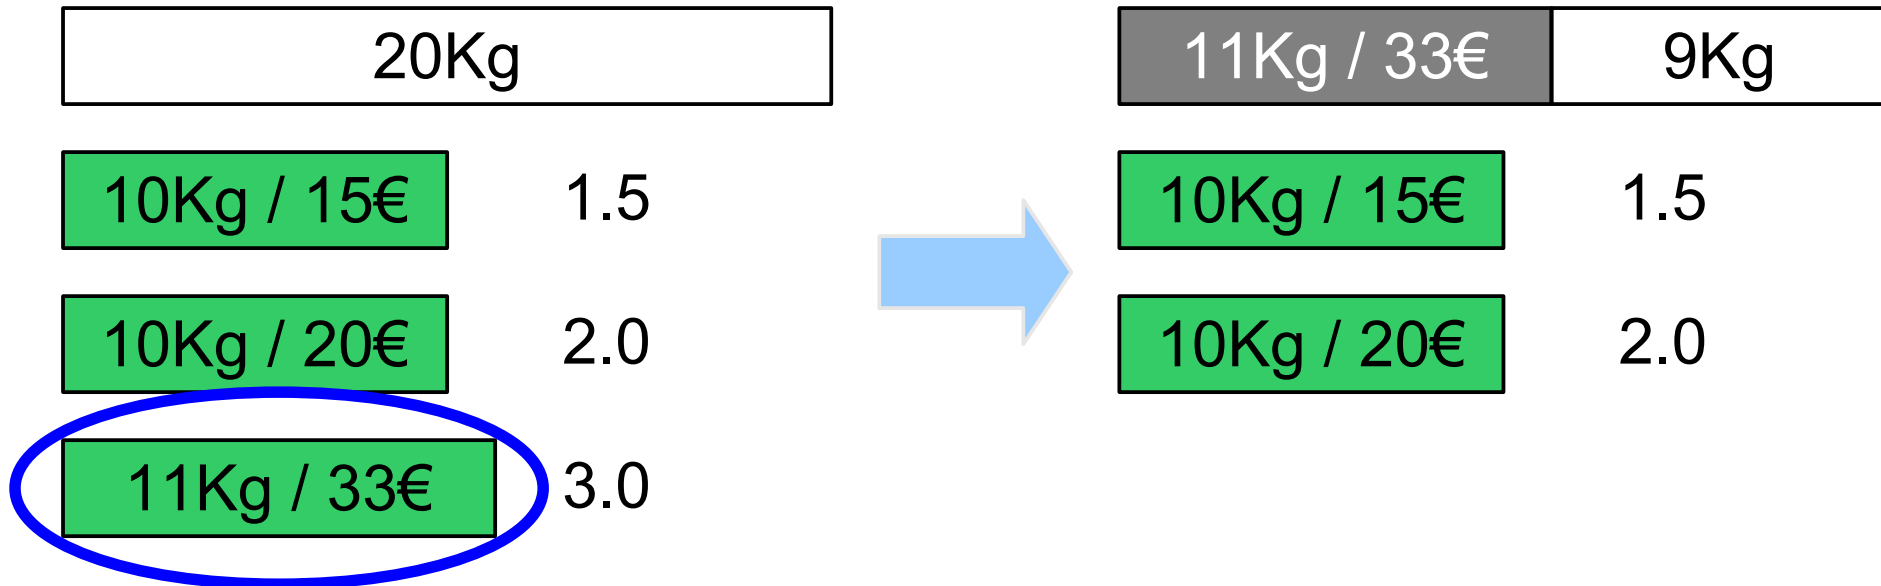 20Kg
10Kg / 15€ 1.5
10Kg / 20€ 2.0
11Kg / 33€ 3.0
11Kg / 33€ 9Kg
10Kg / 15€ 1.5
10Kg / 20€ 2.0